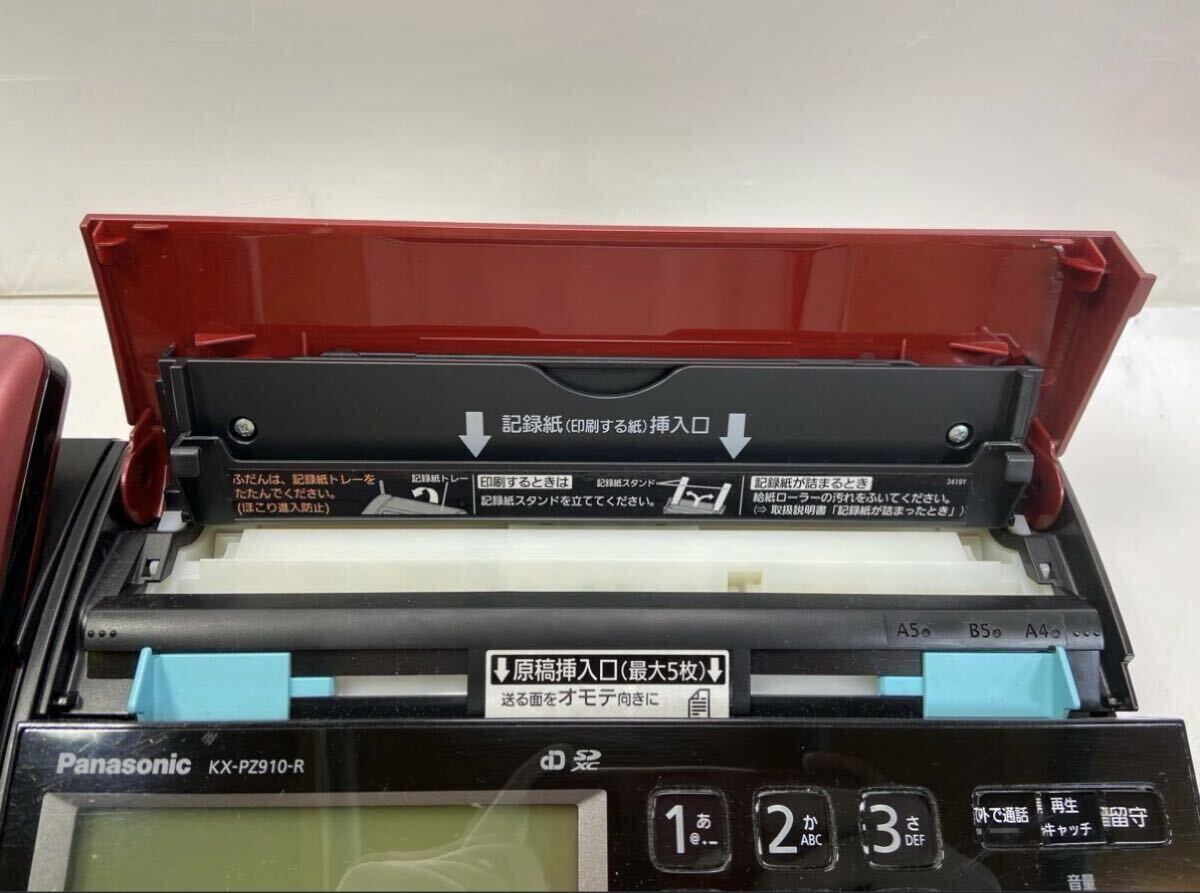 記録紙(印刷する紙)挿入口
ふだんは、記録紙トレーを
たたんでください。
(ほこり進入防止)
記録紙トレー
印刷するときは
記録紙スタンドを立ててください。
記録紙スタンド
記録紙が詰まるとき
給紙ローラーの汚れをふいてください。
(⇨ 取扱説明書「記録紙が詰まったとき」)
3419Y
A5 B5 A4
原稿挿入口(最大5枚)
送る面をオモテ向きに
Panasonic KX-PZ910-R
SD XC
1 あ @.-
2 か ABC
3 さ DEF
で通話
再生
キャッチ
留守
音量